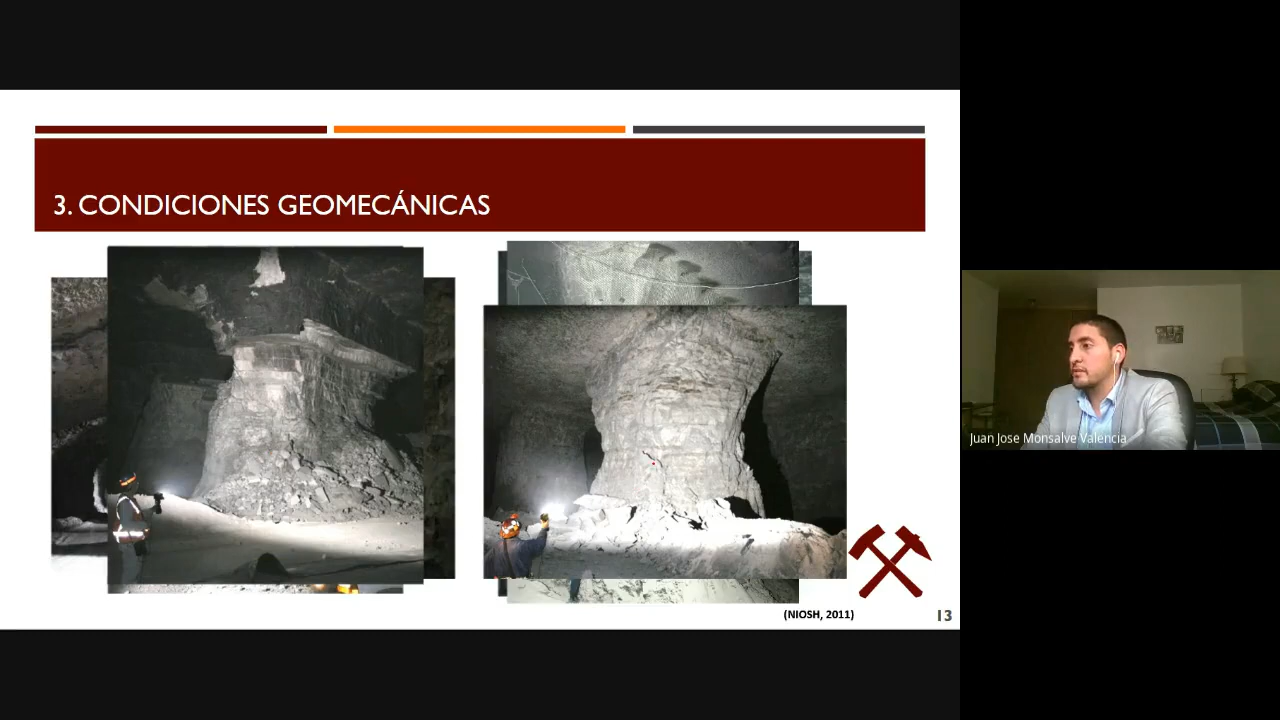 3. CONDICIONES GEOMECÁNICAS
Juan Jose Monsalve Valencia
(NIOSH, 2011)
13